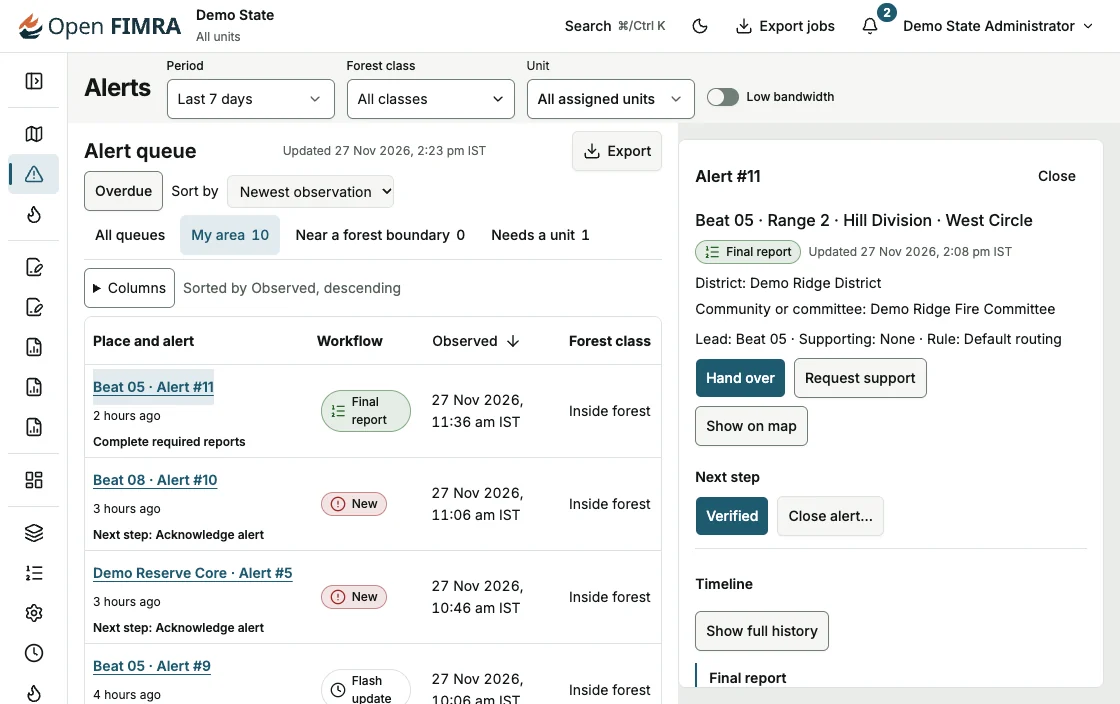 Open FIMRA
Demo State
All units
Search ⌘/Ctrl K
Export jobs
2
Demo State Administrator
Alerts
Period
Last 7 days
Forest class
All classes
Unit
All assigned units
Low bandwidth
Alert queue
Updated 27 Nov 2026, 2:23 pm IST
Export
Overdue
Sort by
Newest observation
All queues
My area 10
Near a forest boundary 0
Needs a unit 1
Columns
Sorted by Observed, descending
Place and alert
Workflow
Observed ↓
Forest class
Beat 05 · Alert #11
2 hours ago
Complete required reports
Final
report
27 Nov 2026,
11:36 am IST
Inside forest
Beat 08 · Alert #10
3 hours ago
Next step: Acknowledge alert
New
27 Nov 2026,
11:06 am IST
Inside forest
Demo Reserve Core · Alert #5
3 hours ago
Next step: Acknowledge alert
New
27 Nov 2026,
10:46 am IST
Inside forest
Beat 05 · Alert #9
4 hours ago
Flash
update
27 Nov 2026,
10:06 am IST
Inside forest
Alert #11
Close
Beat 05 · Range 2 · Hill Division · West Circle
Final report
Updated 27 Nov 2026, 2:08 pm IST
District: Demo Ridge District
Community or committee: Demo Ridge Fire Committee
Lead: Beat 05 · Supporting: None · Rule: Default routing
Hand over
Request support
Show on map
Next step
Verified
Close alert...
Timeline
Show full history
Final report